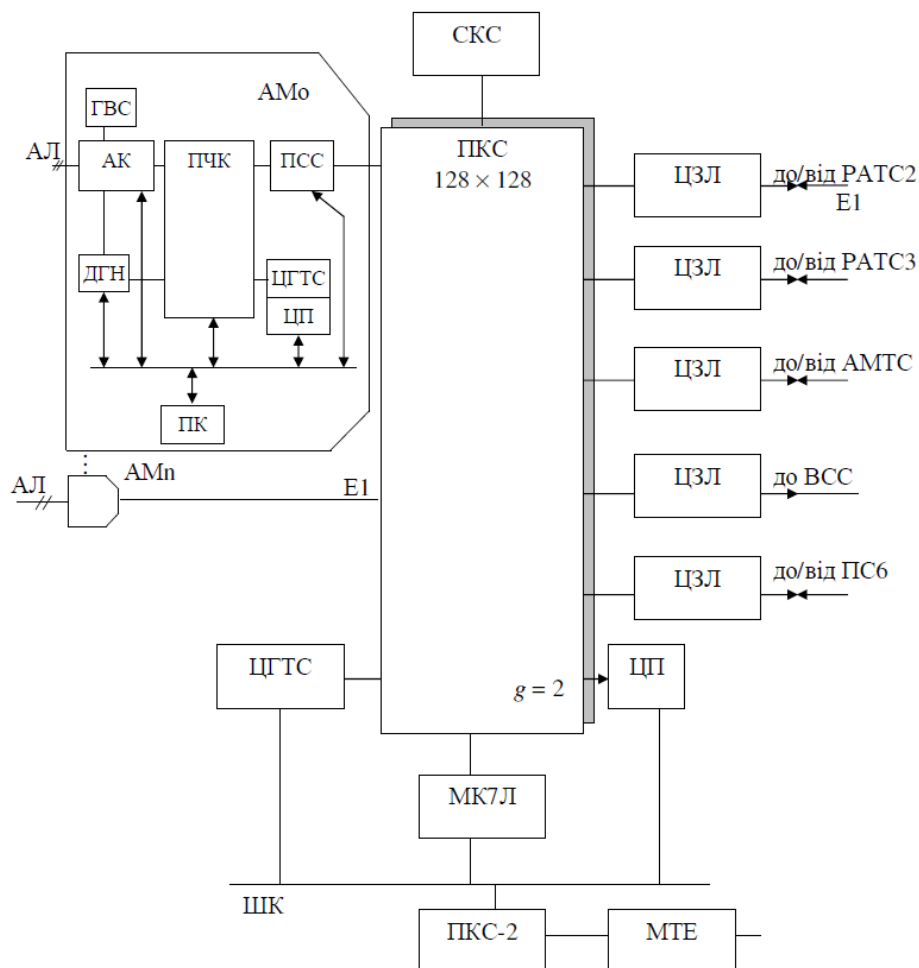 СКС
АМо
ГВС
АЛ
АК
ПЧК
ПСС
ПКС
128 × 128
ЦЗЛ
до/від РАТС2
Е1
ДГН
ЦГТС
ЦП
ЦЗЛ
до/від РАТС3
ПК
ЦЗЛ
до/від АМТС
АМn
АЛ
Е1
ЦЗЛ
до ВСС
ЦЗЛ
до/від ПС6
ЦГТС
g = 2
ЦП
МК7Л
ШК
ПКС-2
МТЕ